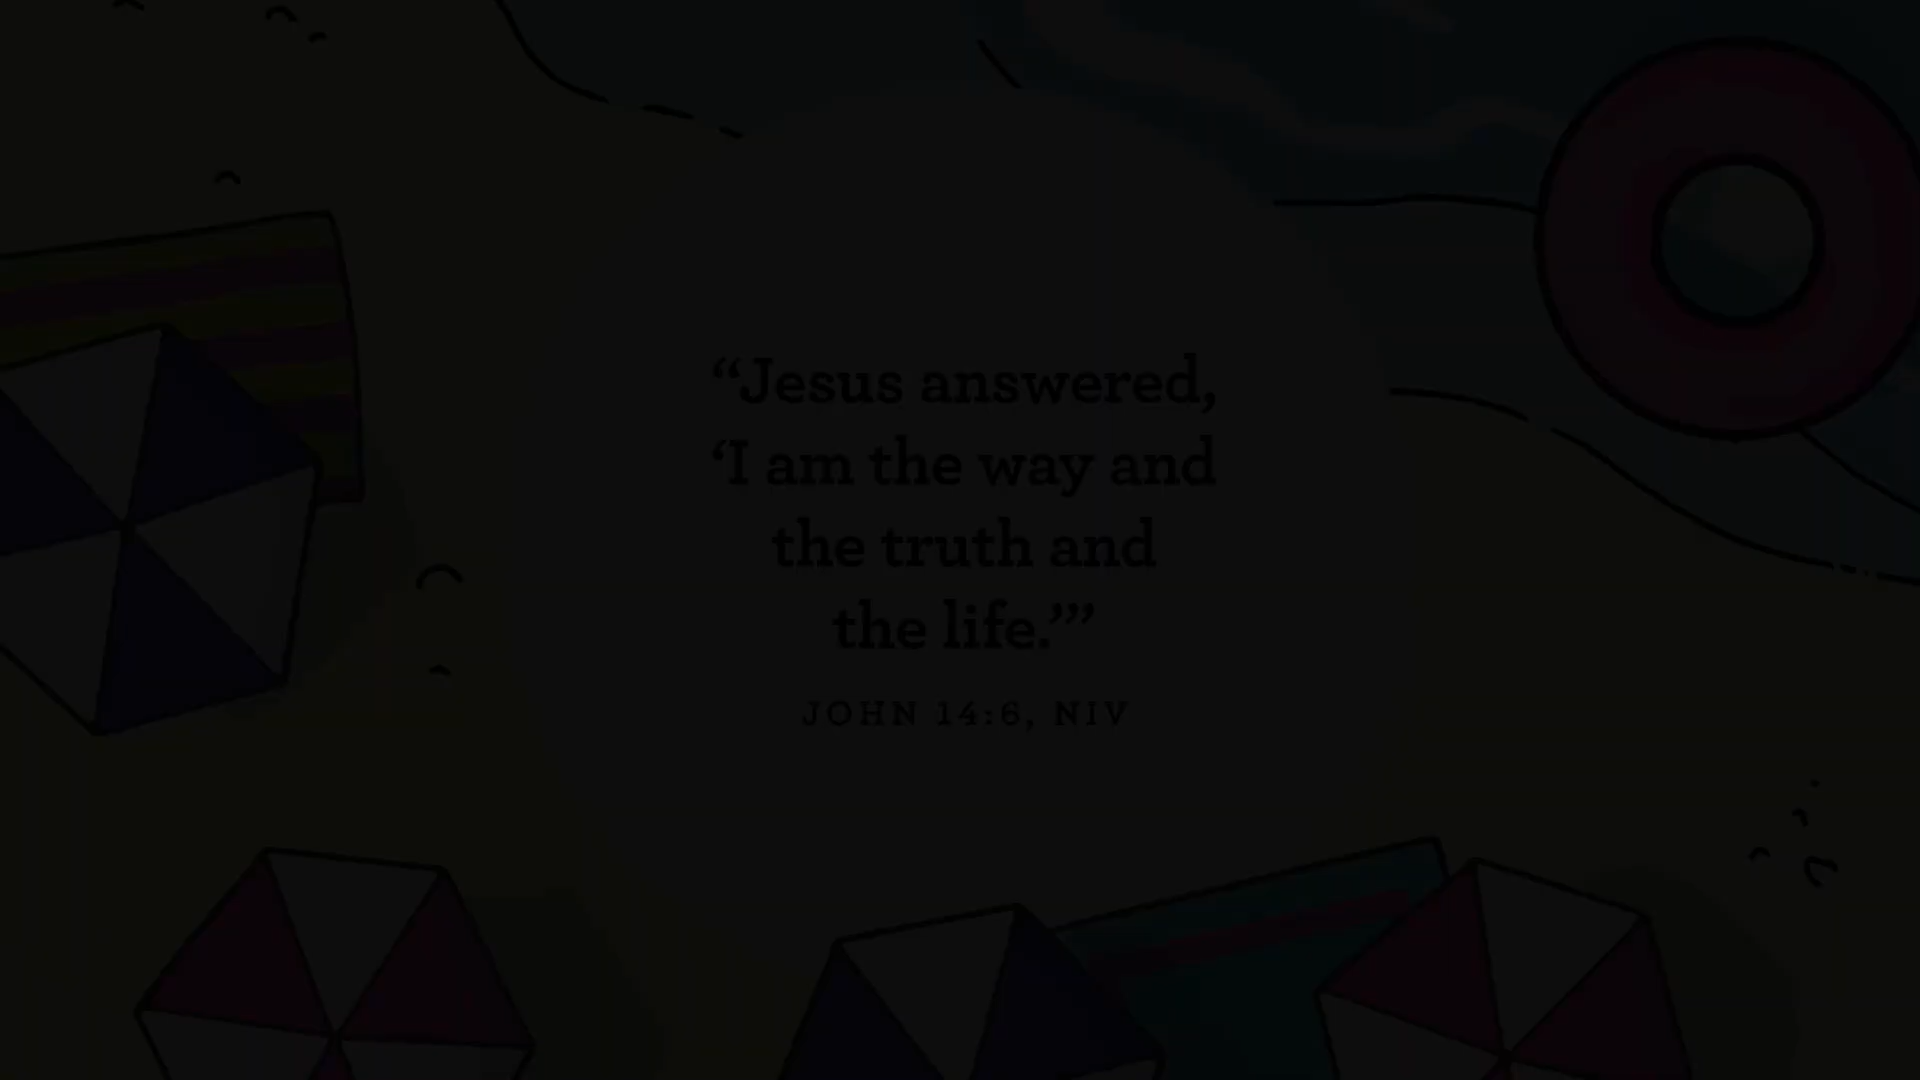 “Jesus answered,
‘I am the way and
the truth and
the life.’”
JOHN 14:6, NIV